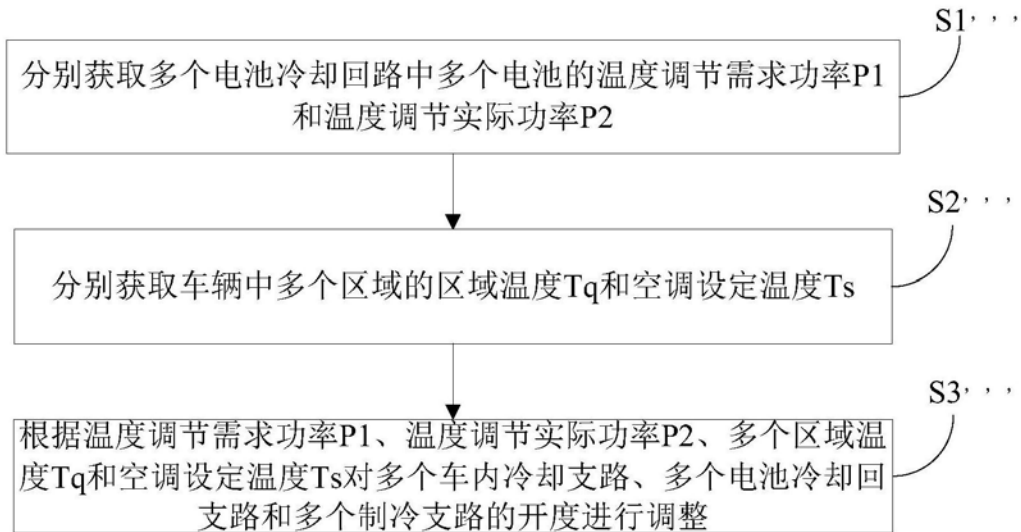 S1,,,
分别获取多个电池冷却回路中多个电池的温度调节需求功率P1
和温度调节实际功率P2
S2,,,
分别获取车辆中多个区域的区域温度Tq和空调设定温度Ts
S3,,,
根据温度调节需求功率P1、温度调节实际功率P2、多个区域温
度Tq和空调设定温度Ts对多个车内冷却支路、多个电池冷却回
支路和多个制冷支路的开度进行调整